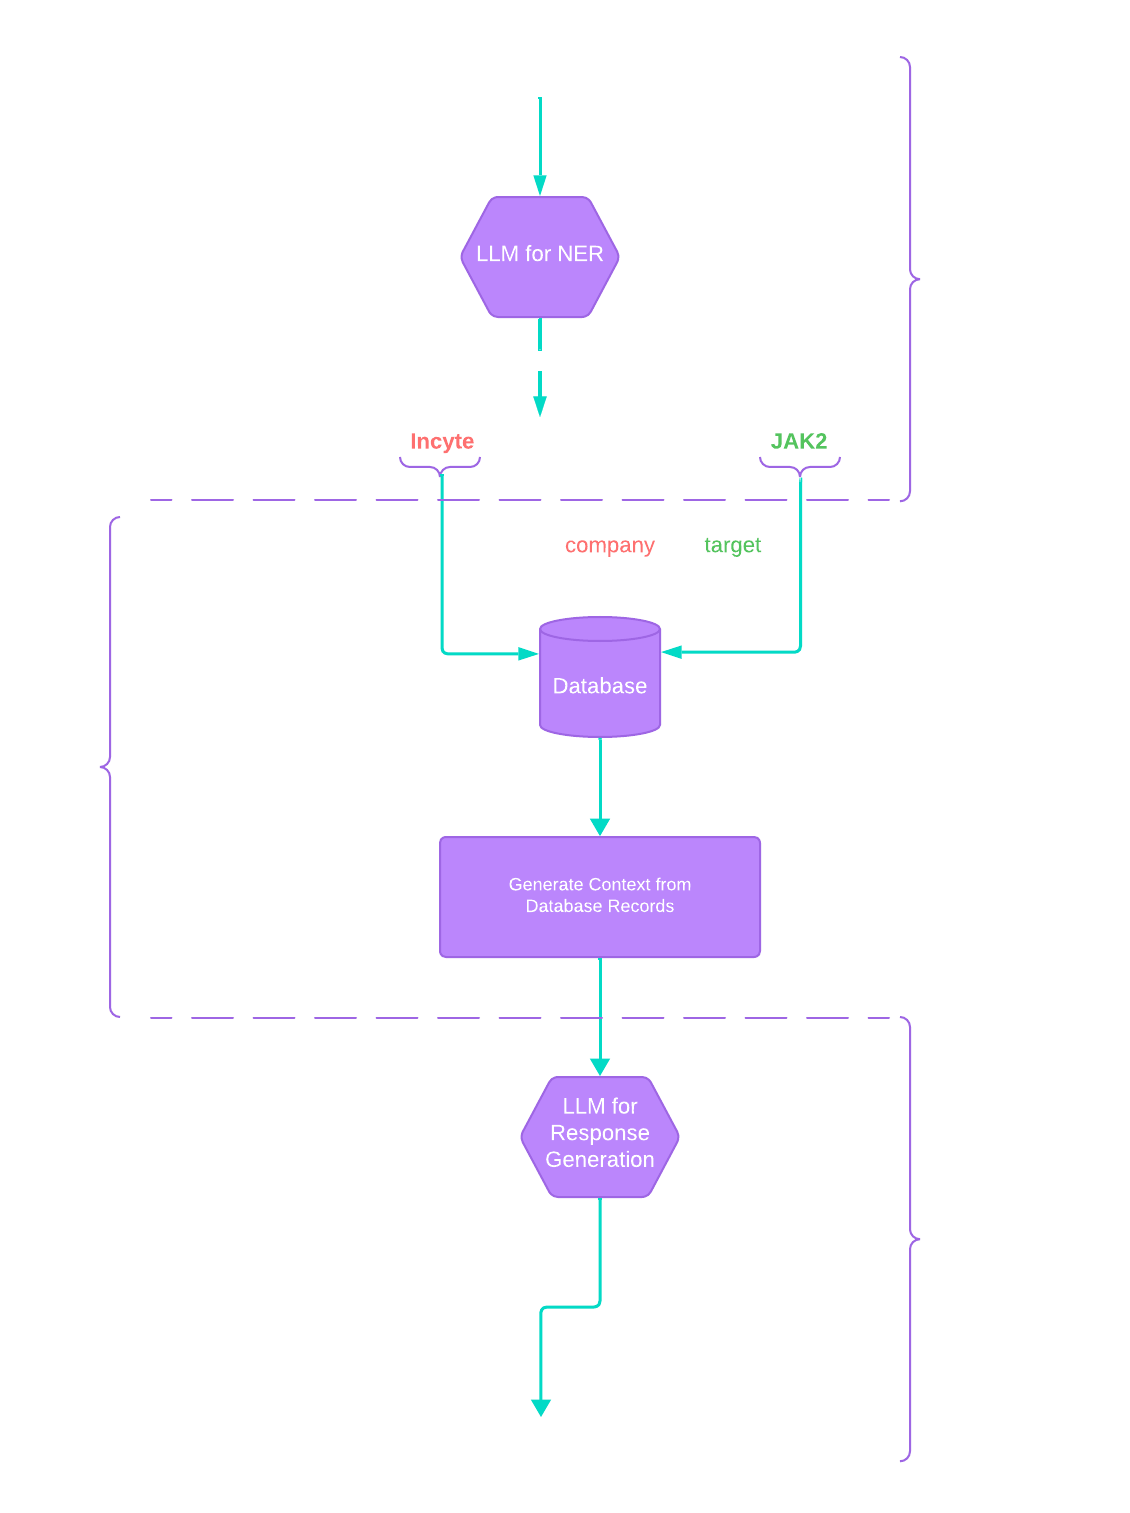 LLM for NER
Incyte
JAK2
company
target
Database
Generate Context from
Database Records
LLM for
Response
Generation